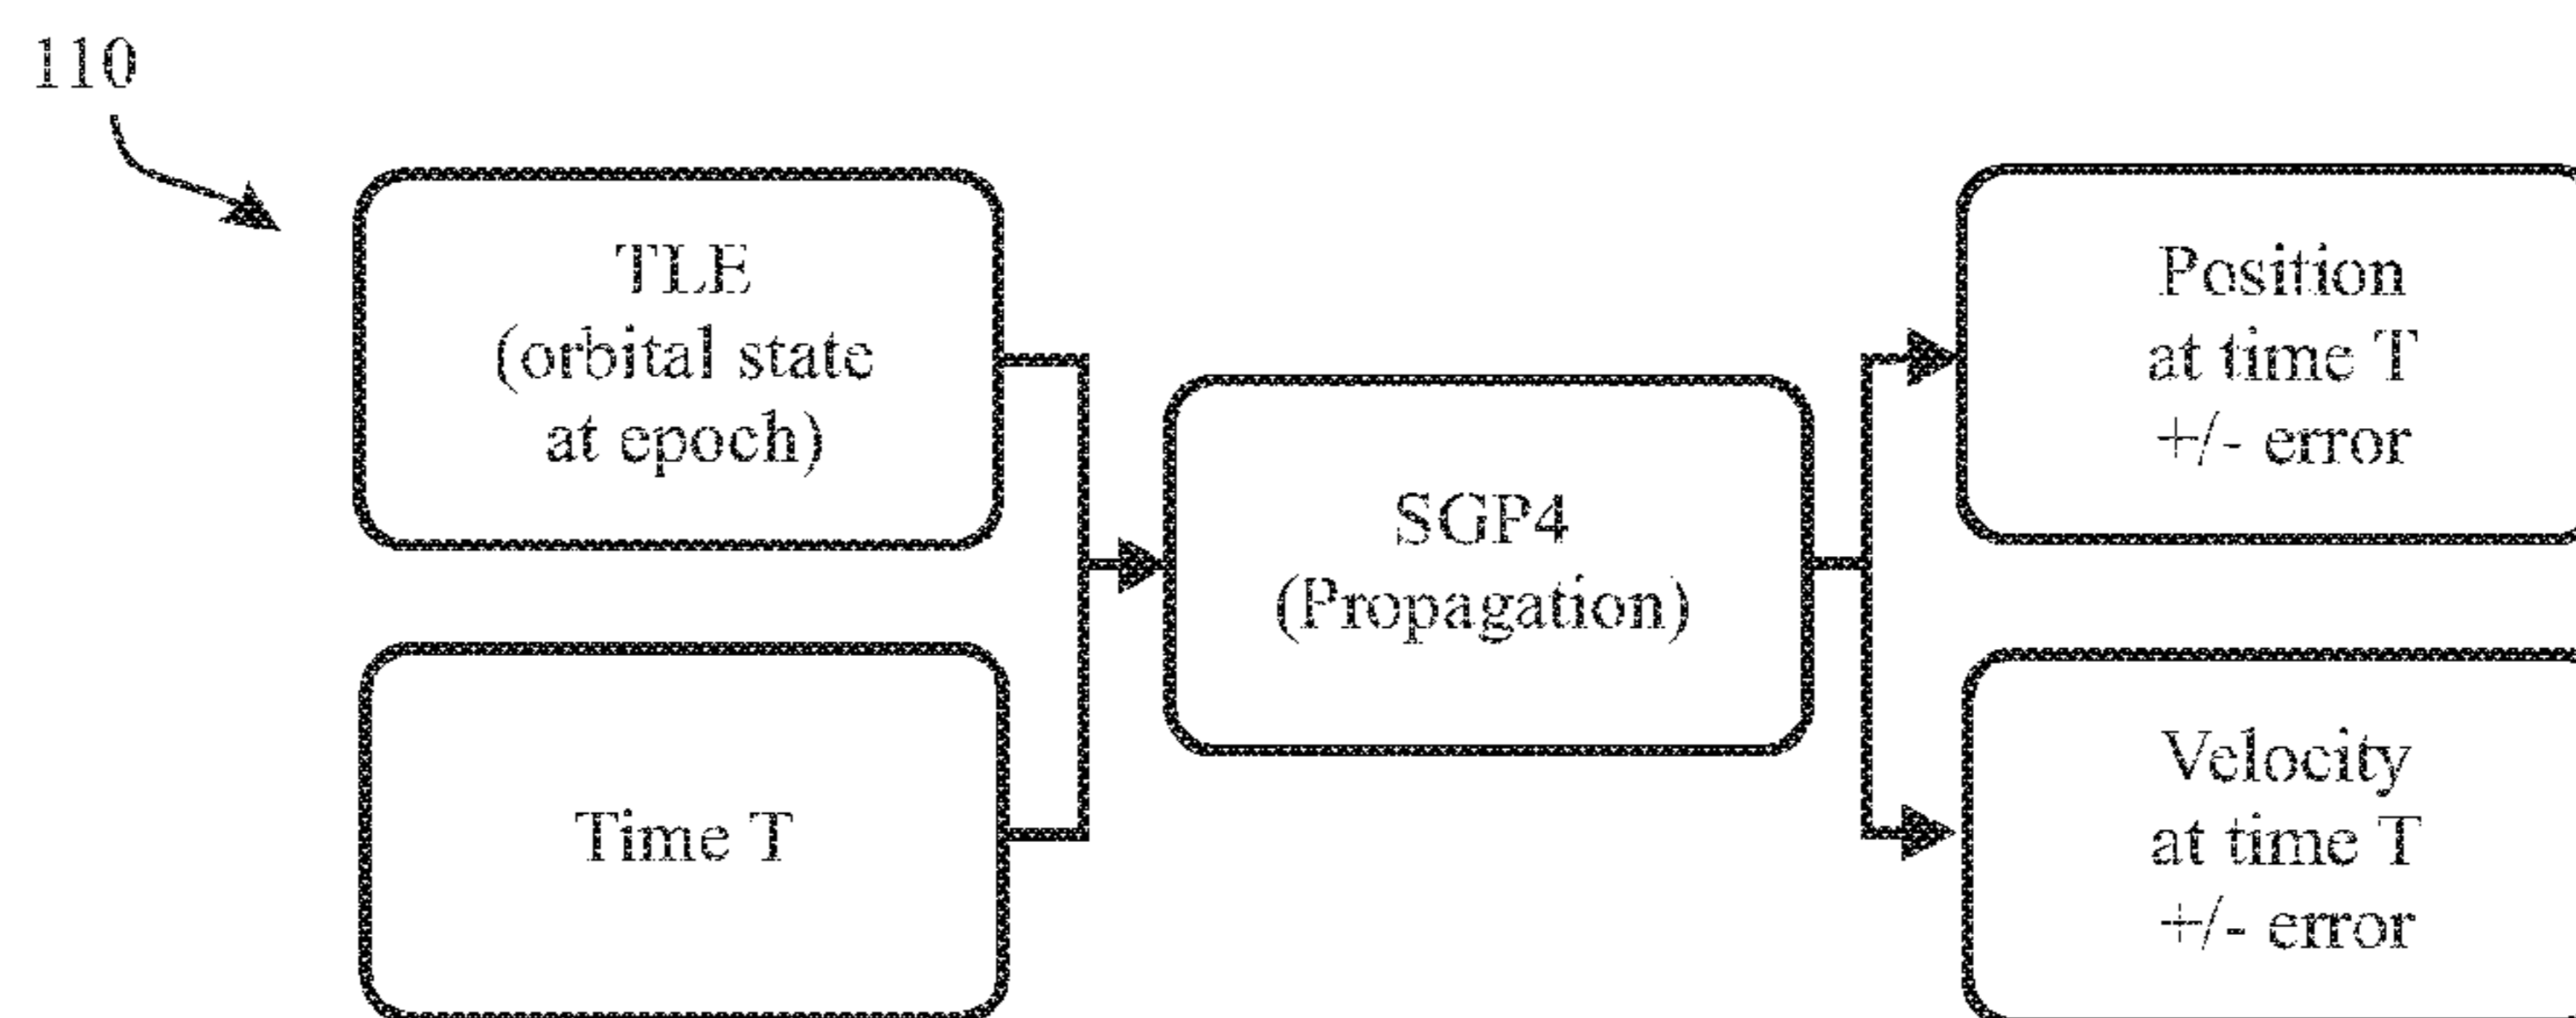 110
TLE
(orbital state
at epoch)
Time T
SGP4
(Propagation)
Position
at time T
+/- error
Velocity
at time T
+/- error